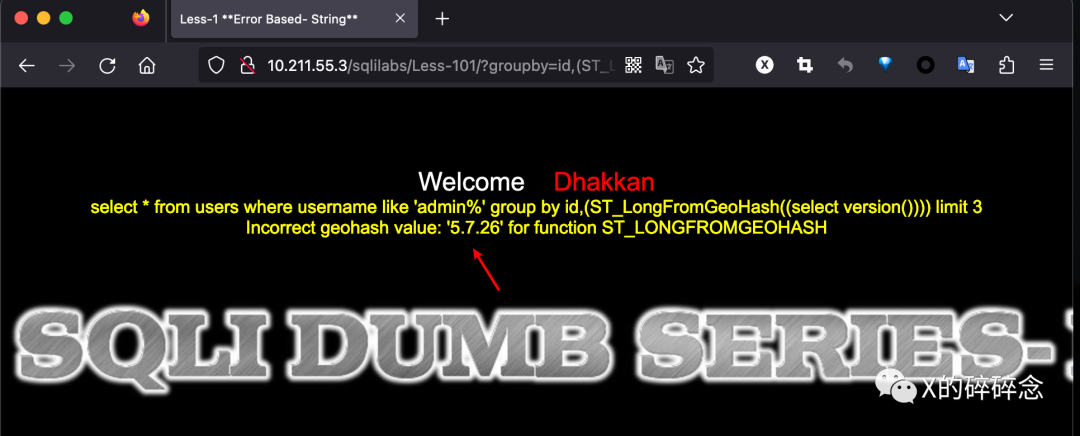 Less-1 **Error Based- String**
10.211.55.3/sqlilabs/Less-101/?groupby=id,(ST_L
Welcome Dhakkan
select * from users where username like 'admin%' group by id,(ST_LongFromGeoHash((select version()))) limit 3
Incorrect geohash value: '5.7.26' for function ST_LONGFROMGEOHASH
SQLI DUMB SERIES-
X的碎碎念